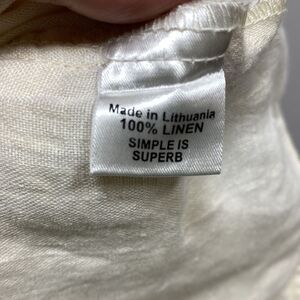 Made in Lithuania
100% LINEN
SIMPLE IS
SUPERB